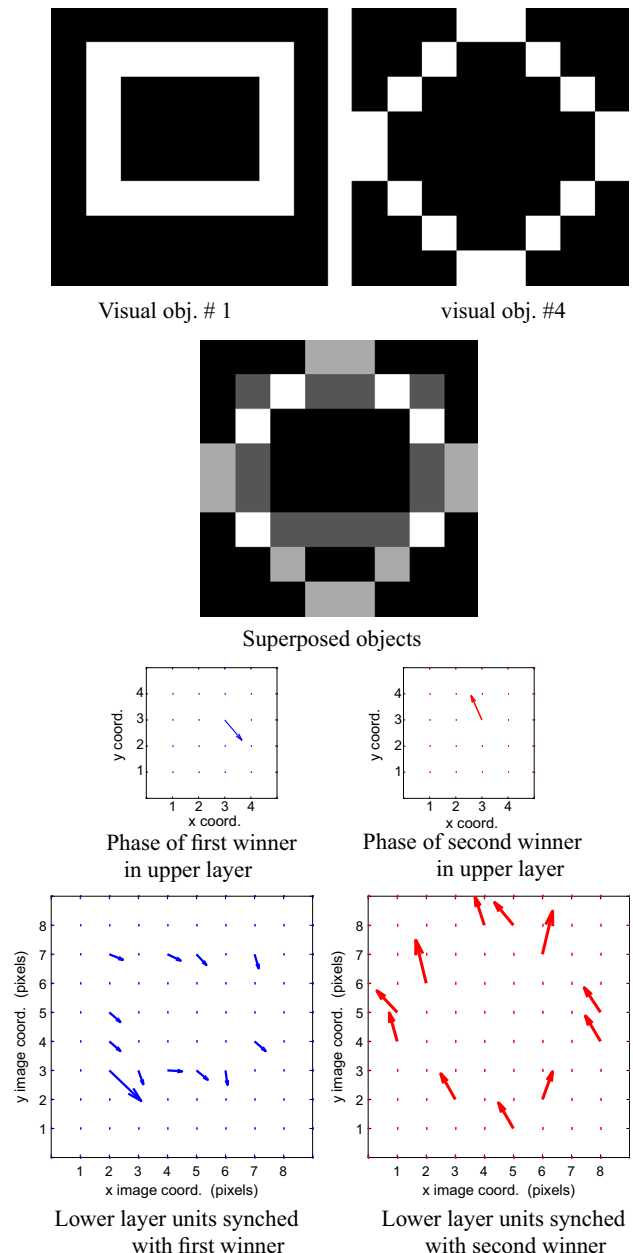 Visual obj. # 1
visual obj. #4
Superposed objects
y coord.
4
3
2
1
1 2 3 4
x coord.
Phase of first winner
in upper layer
y coord.
4
3
2
1
1 2 3 4
x coord.
Phase of second winner
in upper layer
y image coord. (pixels)
8
7
6
5
4
3
2
1
1 2 3 4 5 6 7 8
x image coord. (pixels)
Lower layer units synched
with first winner
y image coord. (pixels)
8
7
6
5
4
3
2
1
1 2 3 4 5 6 7 8
x image coord. (pixels)
Lower layer units synched
with second winner